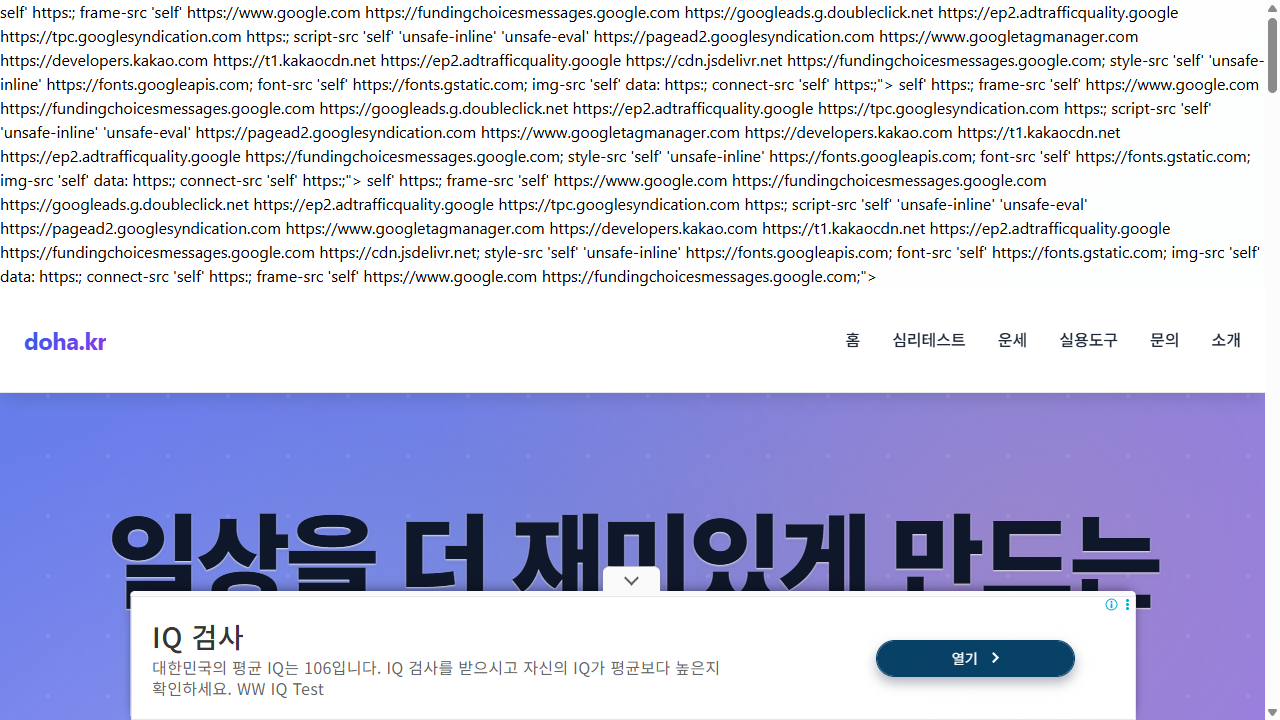 self' https:; frame-src 'self' https://www.google.com https://fundingchoicesmessages.google.com https://googleads.g.doubleclick.net https://ep2.adtrafficquality.google
https://tpc.googlesyndication.com https:; script-src 'self' 'unsafe-inline' 'unsafe-eval' https://pagead2.googlesyndication.com https://www.googletagmanager.com
https://developers.kakao.com https://t1.kakaocdn.net https://ep2.adtrafficquality.google https://cdn.jsdelivr.net https://fundingchoicesmessages.google.com; style-src 'self' 'unsafe-
inline' https://fonts.googleapis.com; font-src 'self' https://fonts.gstatic.com; img-src 'self' data: https:; connect-src 'self' https:;"> self' https:; frame-src 'self' https://www.google.com
https://fundingchoicesmessages.google.com https://googleads.g.doubleclick.net https://ep2.adtrafficquality.google https://tpc.googlesyndication.com https:; script-src 'self'
'unsafe-inline' 'unsafe-eval' https://pagead2.googlesyndication.com https://www.googletagmanager.com https://developers.kakao.com https://t1.kakaocdn.net
https://ep2.adtrafficquality.google https://fundingchoicesmessages.google.com; style-src 'self' 'unsafe-inline' https://fonts.googleapis.com; font-src 'self' https://fonts.gstatic.com;
img-src 'self' data: https:; connect-src 'self' https:;"> self' https:; frame-src 'self' https://www.google.com https://fundingchoicesmessages.google.com
https://googleads.g.doubleclick.net https://ep2.adtrafficquality.google https://tpc.googlesyndication.com https:; script-src 'self' 'unsafe-inline' 'unsafe-eval'
https://pagead2.googlesyndication.com https://www.googletagmanager.com https://developers.kakao.com https://t1.kakaocdn.net https://ep2.adtrafficquality.google
https://fundingchoicesmessages.google.com https://cdn.jsdelivr.net; style-src 'self' 'unsafe-inline' https://fonts.googleapis.com; font-src 'self' https://fonts.gstatic.com; img-src 'self'
data: https:; connect-src 'self' https:; frame-src 'self' https://www.google.com https://fundingchoicesmessages.google.com;">
doha.kr 홈 심리테스트 운세 실용도구 문의 소개
일상을 더 재미있게 만드는
IQ 검사
대한민국의 평균 IQ는 106입니다. IQ 검사를 받으시고 자신의 IQ가 평균보다 높은지
확인하세요. WW IQ Test
열기